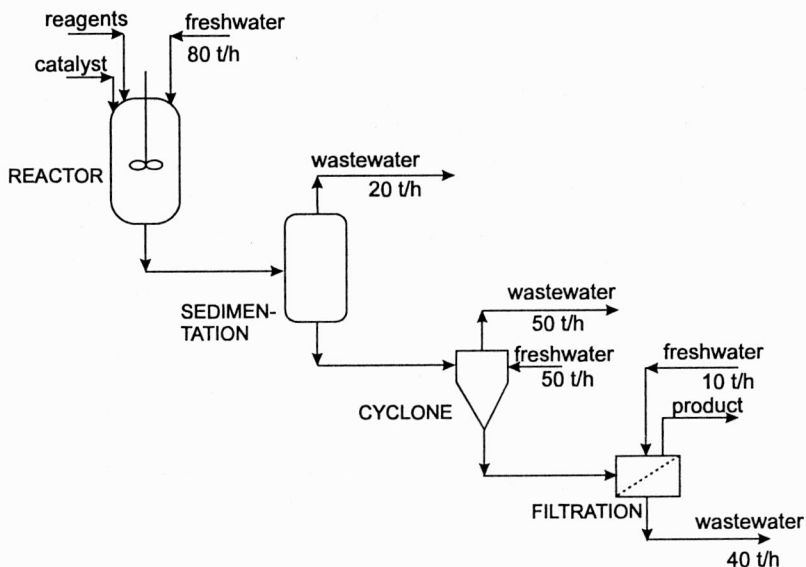 reagents
freshwater
80 t/h
catalyst
REACTOR
wastewater
20 t/h
SEDIMEN-
TATION
wastewater
50 t/h
freshwater
50 t/h
CYCLONE
freshwater
10 t/h
product
FILTRATION
wastewater
40 t/h